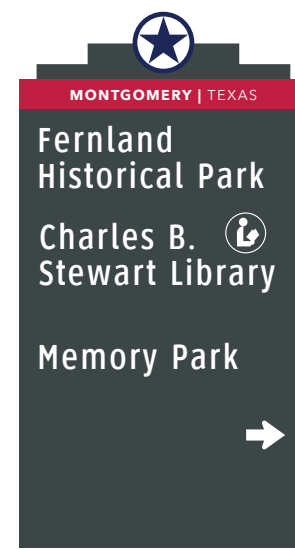 MONTGOMERY | TEXAS
Fernland
Historical Park
Charles B.
Stewart Library
Memory Park